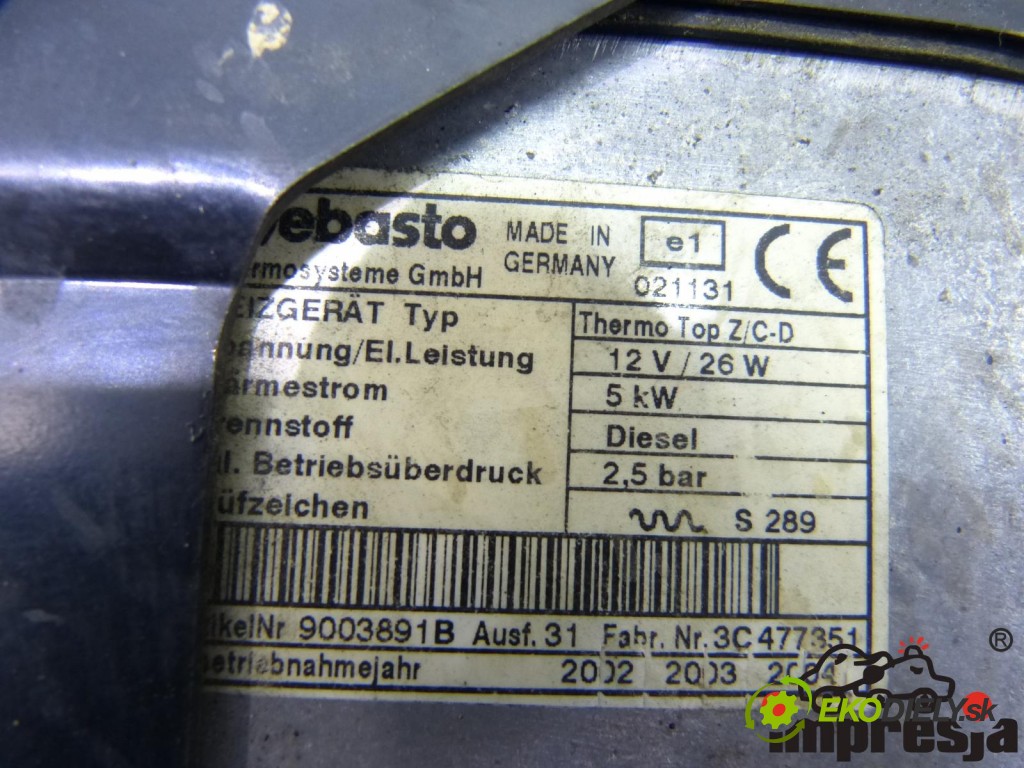 ebasto
MADE IN
GERMANY
e1
021131
CE
rmosysteme GmbH
EIZGERÄT Typ
Thermo Top Z/C-D
annung/El.Leistung
12 V / 26 W
ärmestrom
5 kW
rennstoff
Diesel
l. Betriebsüberdruck
2,5 bar
üfzeichen
S 289
ikelNr 9003891B Ausf. 31 Fabr. Nr. 3C 477351
etriebnahmejahr
2002 2003 2004
®
EKODIELY.sk
impresja